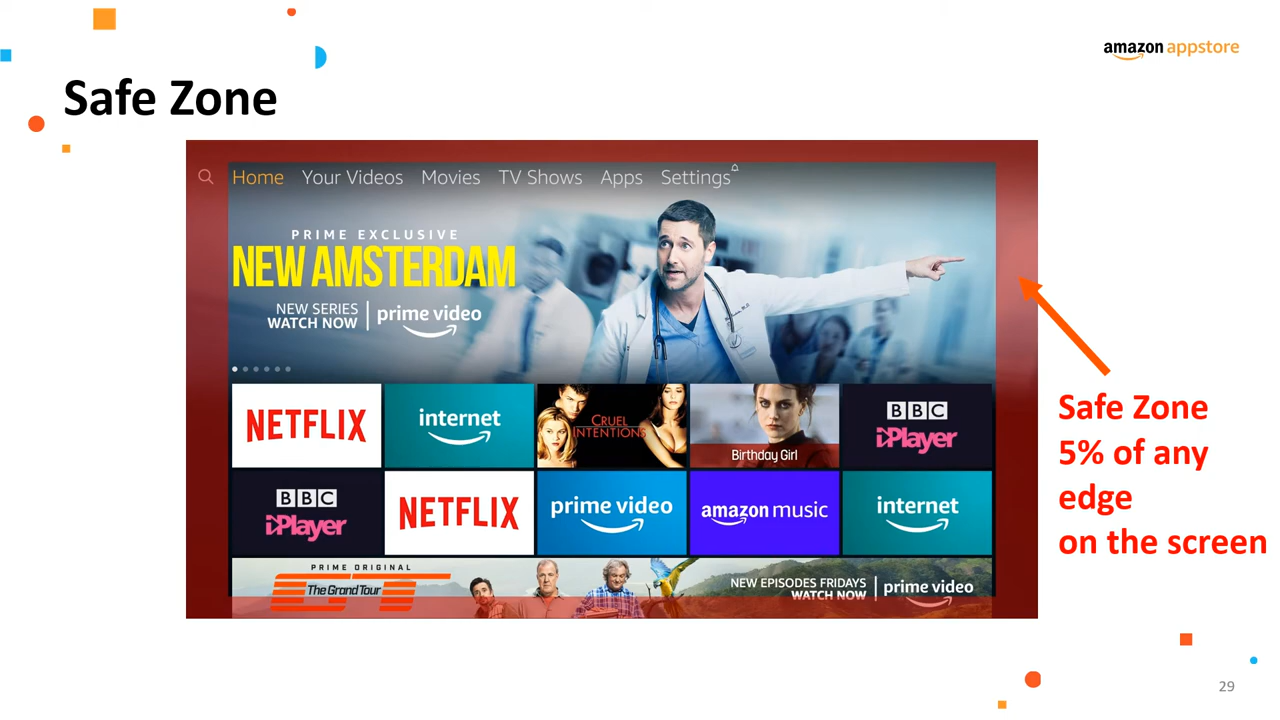 amazon appstore
Safe Zone
Home Your Videos Movies TV Shows Apps Settings
PRIME EXCLUSIVE
NEW AMSTERDAM
NEW SERIES
WATCH NOW
prime video
NETFLIX
internet
CRUEL
INTENTIONS
Birthday Girl
BBC
iPlayer
BBC
iPlayer
NETFLIX
prime video
amazon music
internet
PRIME ORIGINAL
GT
The Grand Tour
NEW EPISODES FRIDAYS
WATCH NOW
prime video
Safe Zone
5% of any
edge
on the screen
29